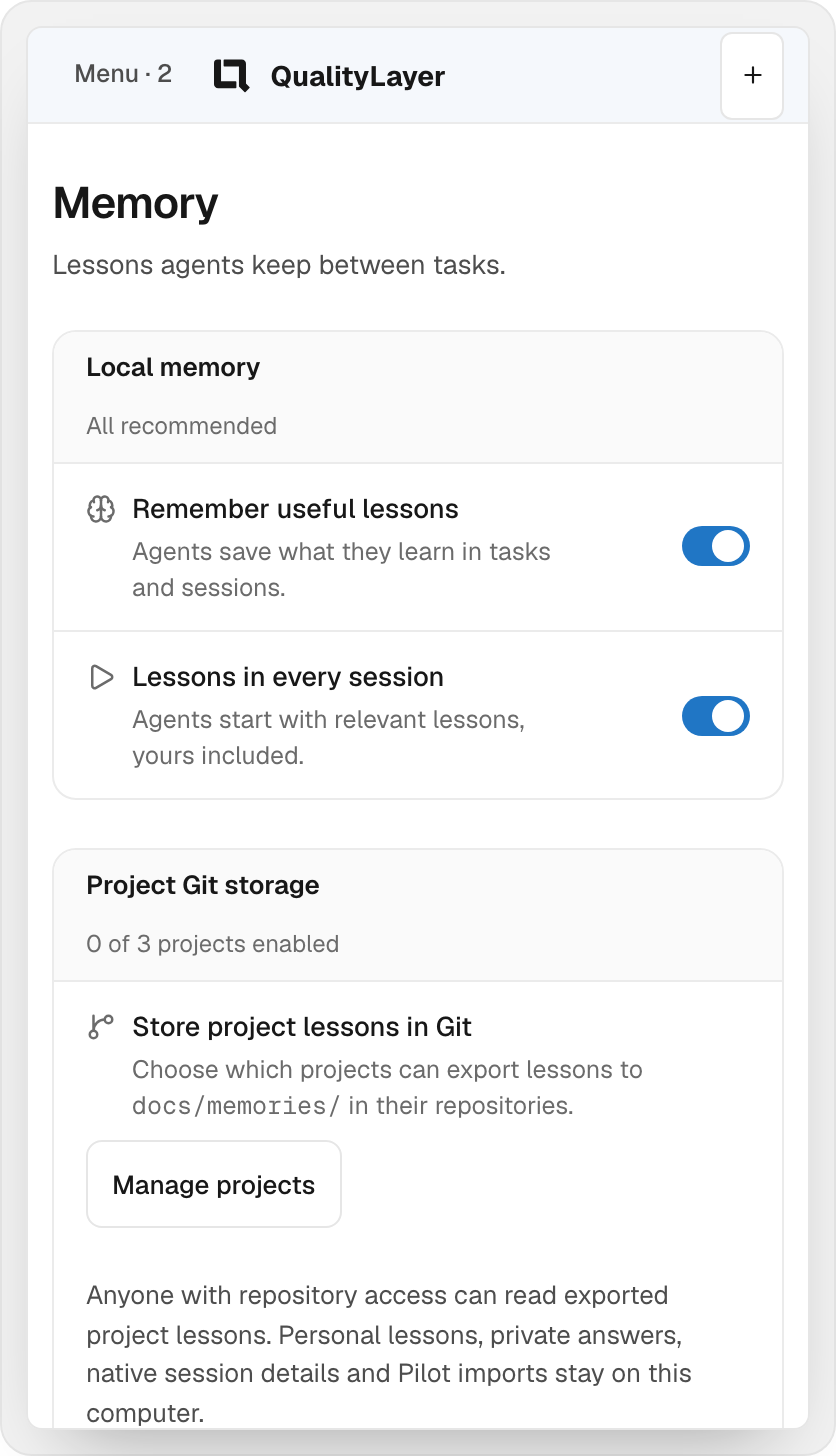 Menu · 2
QualityLayer
+
Memory
Lessons agents keep between tasks.
Local memory
All recommended
Remember useful lessons
Agents save what they learn in tasks
and sessions.
Lessons in every session
Agents start with relevant lessons,
yours included.
Project Git storage
0 of 3 projects enabled
Store project lessons in Git
Choose which projects can export lessons to
docs/memories/ in their repositories.
Manage projects
Anyone with repository access can read exported
project lessons. Personal lessons, private answers,
native session details and Pilot imports stay on this
computer.